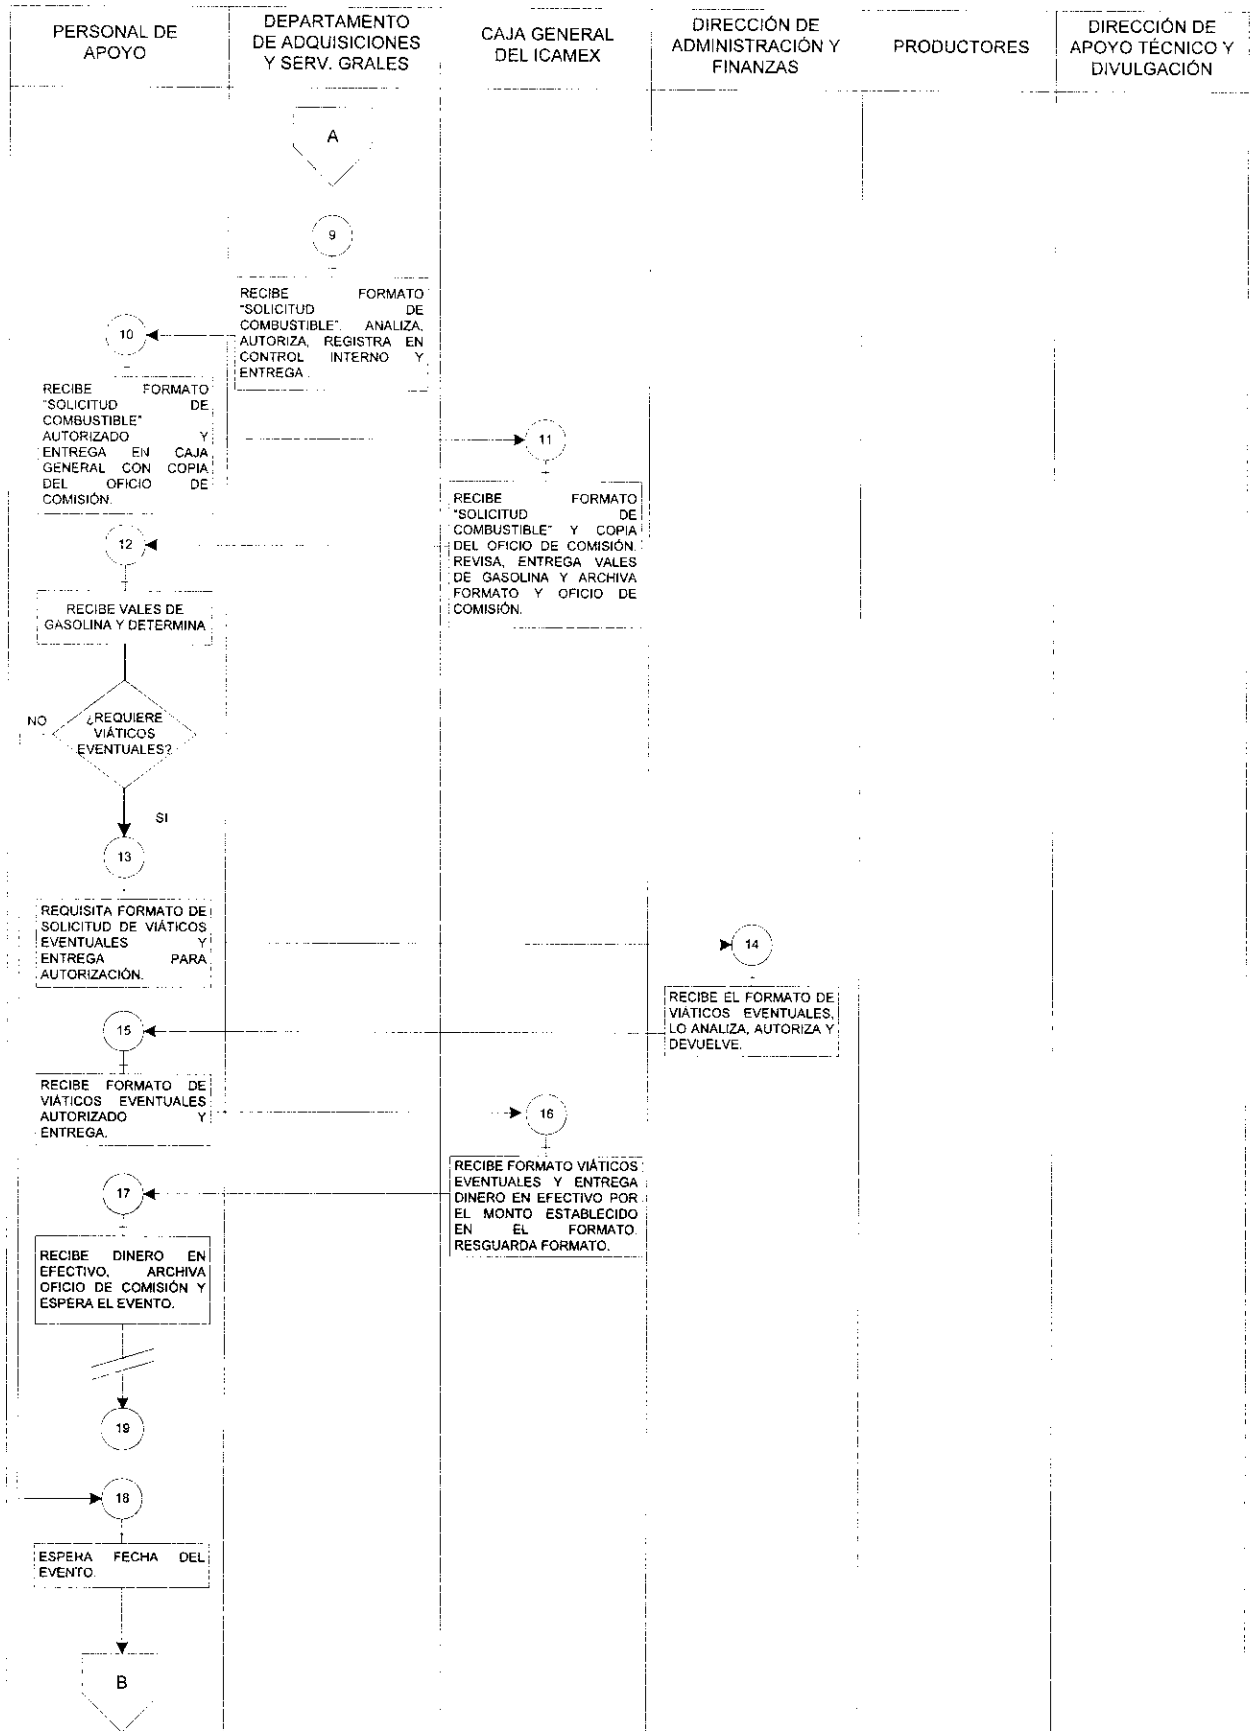 PERSONAL DE
APOYO
DEPARTAMENTO
DE ADQUISICIONES
Y SERV. GRALES
CAJA GENERAL
DEL ICAMEX
DIRECCIÓN DE
ADMINISTRACIÓN Y
FINANZAS
PRODUCTORES
DIRECCIÓN DE
APOYO TÉCNICO Y
DIVULGACIÓN
A
9
RECIBE FORMATO
"SOLICITUD DE
COMBUSTIBLE". ANALIZA,
AUTORIZA, REGISTRA EN
CONTROL INTERNO Y
ENTREGA.
10
RECIBE FORMATO
"SOLICITUD DE
COMBUSTIBLE"
AUTORIZADO Y
ENTREGA EN CAJA
GENERAL CON COPIA
DEL OFICIO DE
COMISIÓN.
11
RECIBE FORMATO
"SOLICITUD DE
COMBUSTIBLE" Y COPIA
DEL OFICIO DE COMISIÓN.
REVISA, ENTREGA VALES
DE GASOLINA Y ARCHIVA
FORMATO Y OFICIO DE
COMISIÓN.
12
RECIBE VALES DE
GASOLINA Y DETERMINA
¿REQUIERE
VIÁTICOS
EVENTUALES?
NO
SI
13
REQUISITA FORMATO DE
SOLICITUD DE VIÁTICOS
EVENTUALES Y
ENTREGA PARA
AUTORIZACIÓN.
14
RECIBE EL FORMATO DE
VIÁTICOS EVENTUALES,
LO ANALIZA, AUTORIZA Y
DEVUELVE.
15
RECIBE FORMATO DE
VIÁTICOS EVENTUALES
AUTORIZADO Y
ENTREGA.
16
RECIBE FORMATO VIÁTICOS
EVENTUALES Y ENTREGA
DINERO EN EFECTIVO POR
EL MONTO ESTABLECIDO
EN EL FORMATO.
RESGUARDA FORMATO.
17
RECIBE DINERO EN
EFECTIVO, ARCHIVA
OFICIO DE COMISIÓN Y
ESPERA EL EVENTO.
19
18
ESPERA FECHA DEL
EVENTO.
B